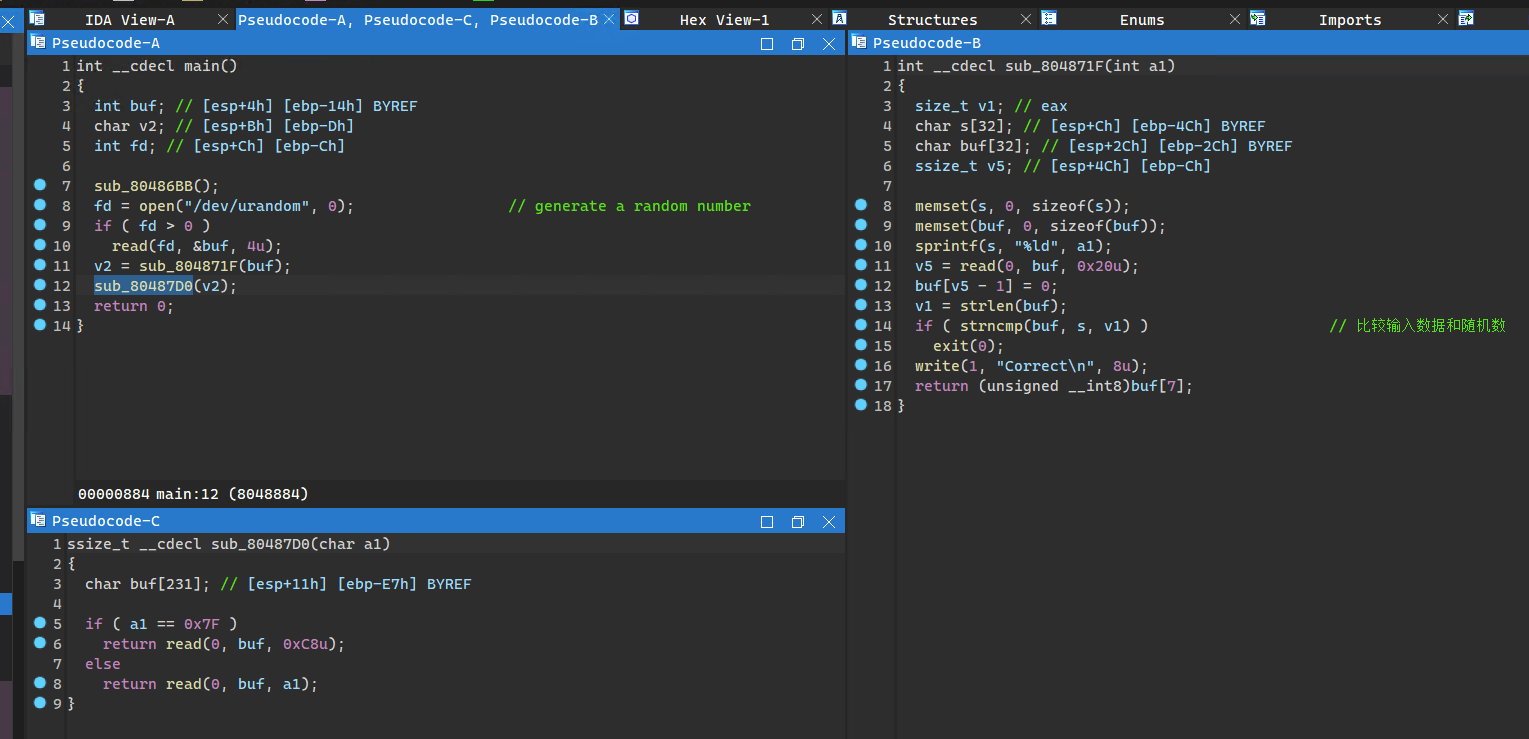 IDA View-A
Pseudocode-A, Pseudocode-C, Pseudocode-B
Hex View-1
Structures
Enums
Imports
Pseudocode-A
1 int __cdecl main()
2 {
3   int buf; // [esp+4h] [ebp-14h] BYREF
4   char v2; // [esp+Bh] [ebp-Dh]
5   int fd; // [esp+Ch] [ebp-Ch]
6
7   sub_80486BB();
8   fd = open("/dev/urandom", 0);                  // generate a random number
9   if ( fd > 0 )
10     read(fd, &buf, 4u);
11   v2 = sub_804871F(buf);
12   sub_80487D0(v2);
13   return 0;
14 }
00000884 main:12 (8048884)
Pseudocode-C
1 ssize_t __cdecl sub_80487D0(char a1)
2 {
3   char buf[231]; // [esp+11h] [ebp-E7h] BYREF
4
5   if ( a1 == 0x7F )
6     return read(0, buf, 0xC8u);
7   else
8     return read(0, buf, a1);
9 }
Pseudocode-B
1 int __cdecl sub_804871F(int a1)
2 {
3   size_t v1; // eax
4   char s[32]; // [esp+Ch] [ebp-4Ch] BYREF
5   char buf[32]; // [esp+2Ch] [ebp-2Ch] BYREF
6   ssize_t v5; // [esp+4Ch] [ebp-Ch]
7
8   memset(s, 0, sizeof(s));
9   memset(buf, 0, sizeof(buf));
10   sprintf(s, "%ld", a1);
11   v5 = read(0, buf, 0x20u);
12   buf[v5 - 1] = 0;
13   v1 = strlen(buf);
14   if ( strncmp(buf, s, v1) )                     // 比较输入数据和随机数
15     exit(0);
16   write(1, "Correct\n", 8u);
17   return (unsigned __int8)buf[7];
18 }